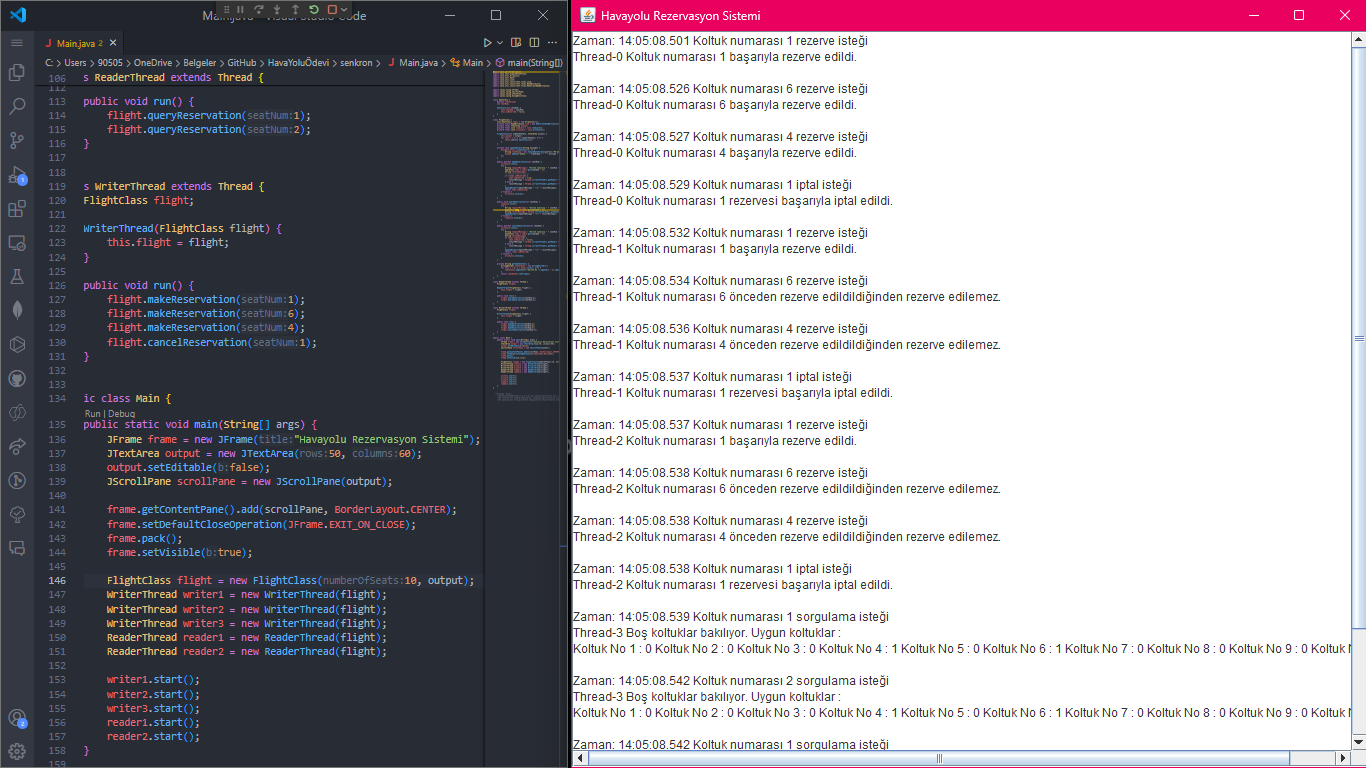 Main.java - Visual Studio Code
Main.java 2
C: > Users > 90505 > OneDrive > Belgeler > GitHub > HavaYoluÖdevi > senkron > Main.java > Main > main(String[])
106 s ReaderThread extends Thread {
112
113 public void run() {
114 flight.queryReservation(seatNum:1);
115 flight.queryReservation(seatNum:2);
116 }
117
118
119 s WriterThread extends Thread {
120 FlightClass flight;
121
122 WriterThread(FlightClass flight) {
123 this.flight = flight;
124 }
125
126 public void run() {
127 flight.makeReservation(seatNum:1);
128 flight.makeReservation(seatNum:6);
129 flight.makeReservation(seatNum:4);
130 flight.cancelReservation(seatNum:1);
131 }
132
133
134 ic class Main {
Run | Debug
135 public static void main(String[] args) {
136 JFrame frame = new JFrame(title:"Havayolu Rezervasyon Sistemi");
137 JTextArea output = new JTextArea(rows:50, columns:60);
138 output.setEditable(b:false);
139 JScrollPane scrollPane = new JScrollPane(output);
140
141 frame.getContentPane().add(scrollPane, BorderLayout.CENTER);
142 frame.setDefaultCloseOperation(JFrame.EXIT_ON_CLOSE);
143 frame.pack();
144 frame.setVisible(b:true);
145
146 FlightClass flight = new FlightClass(numberOfSeats:10, output);
147 WriterThread writer1 = new WriterThread(flight);
148 WriterThread writer2 = new WriterThread(flight);
149 WriterThread writer3 = new WriterThread(flight);
150 ReaderThread reader1 = new ReaderThread(flight);
151 ReaderThread reader2 = new ReaderThread(flight);
152
153 writer1.start();
154 writer2.start();
155 writer3.start();
156 reader1.start();
157 reader2.start();
158 }
159
1
2
Havayolu Rezervasyon Sistemi
Zaman: 14:05:08.501 Koltuk numarası 1 rezerve isteği
Thread-0 Koltuk numarası 1 başarıyla rezerve edildi.
Zaman: 14:05:08.526 Koltuk numarası 6 rezerve isteği
Thread-0 Koltuk numarası 6 başarıyla rezerve edildi.
Zaman: 14:05:08.527 Koltuk numarası 4 rezerve isteği
Thread-0 Koltuk numarası 4 başarıyla rezerve edildi.
Zaman: 14:05:08.529 Koltuk numarası 1 iptal isteği
Thread-0 Koltuk numarası 1 rezervesi başarıyla iptal edildi.
Zaman: 14:05:08.532 Koltuk numarası 1 rezerve isteği
Thread-1 Koltuk numarası 1 başarıyla rezerve edildi.
Zaman: 14:05:08.534 Koltuk numarası 6 rezerve isteği
Thread-1 Koltuk numarası 6 önceden rezerve edildildiğinden rezerve edilemez.
Zaman: 14:05:08.536 Koltuk numarası 4 rezerve isteği
Thread-1 Koltuk numarası 4 önceden rezerve edildildiğinden rezerve edilemez.
Zaman: 14:05:08.537 Koltuk numarası 1 iptal isteği
Thread-1 Koltuk numarası 1 rezervesi başarıyla iptal edildi.
Zaman: 14:05:08.537 Koltuk numarası 1 rezerve isteği
Thread-2 Koltuk numarası 1 başarıyla rezerve edildi.
Zaman: 14:05:08.538 Koltuk numarası 6 rezerve isteği
Thread-2 Koltuk numarası 6 önceden rezerve edildildiğinden rezerve edilemez.
Zaman: 14:05:08.538 Koltuk numarası 4 rezerve isteği
Thread-2 Koltuk numarası 4 önceden rezerve edildildiğinden rezerve edilemez.
Zaman: 14:05:08.538 Koltuk numarası 1 iptal isteği
Thread-2 Koltuk numarası 1 rezervesi başarıyla iptal edildi.
Zaman: 14:05:08.539 Koltuk numarası 1 sorgulama isteği
Thread-3 Boş koltuklar bakılıyor. Uygun koltuklar :
Koltuk No 1 : 0 Koltuk No 2 : 0 Koltuk No 3 : 0 Koltuk No 4 : 1 Koltuk No 5 : 0 Koltuk No 6 : 1 Koltuk No 7 : 0 Koltuk No 8 : 0 Koltuk No 9 : 0 Koltuk
Zaman: 14:05:08.542 Koltuk numarası 2 sorgulama isteği
Thread-3 Boş koltuklar bakılıyor. Uygun koltuklar :
Koltuk No 1 : 0 Koltuk No 2 : 0 Koltuk No 3 : 0 Koltuk No 4 : 1 Koltuk No 5 : 0 Koltuk No 6 : 1 Koltuk No 7 : 0 Koltuk No 8 : 0 Koltuk No 9 : 0 Koltuk
Zaman: 14:05:08.542 Koltuk numarası 1 sorgulama isteği